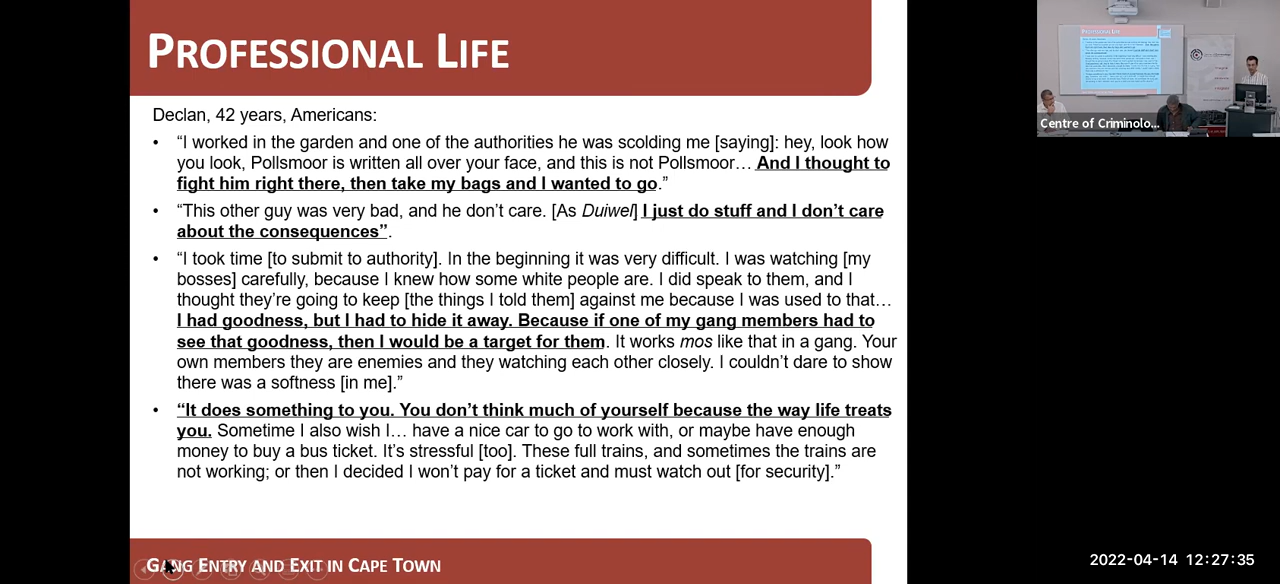 PROFESSIONAL LIFE
Declan, 42 years, Americans:
• “I worked in the garden and one of the authorities he was scolding me [saying]: hey, look how
you look, Pollsmoor is written all over your face, and this is not Pollsmoor… And I thought to
fight him right there, then take my bags and I wanted to go.”
• “This other guy was very bad, and he don’t care. [As Duiwel] I just do stuff and I don’t care
about the consequences”.
• “I took time [to submit to authority]. In the beginning it was very difficult. I was watching [my
bosses] carefully, because I knew how some white people are. I did speak to them, and I
thought they’re going to keep [the things I told them] against me because I was used to that…
I had goodness, but I had to hide it away. Because if one of my gang members had to
see that goodness, then I would be a target for them. It works mos like that in a gang. Your
own members they are enemies and they watching each other closely. I couldn’t dare to show
there was a softness [in me].”
• “It does something to you. You don’t think much of yourself because the way life treats
you. Sometime I also wish I… have a nice car to go to work with, or maybe have enough
money to buy a bus ticket. It’s stressful [too]. These full trains, and sometimes the trains are
not working; or then I decided I won’t pay for a ticket and must watch out [for security].”
GANG ENTRY AND EXIT IN CAPE TOWN
Professional Life
Centre of Criminolo...
2022-04-14 12:27:35